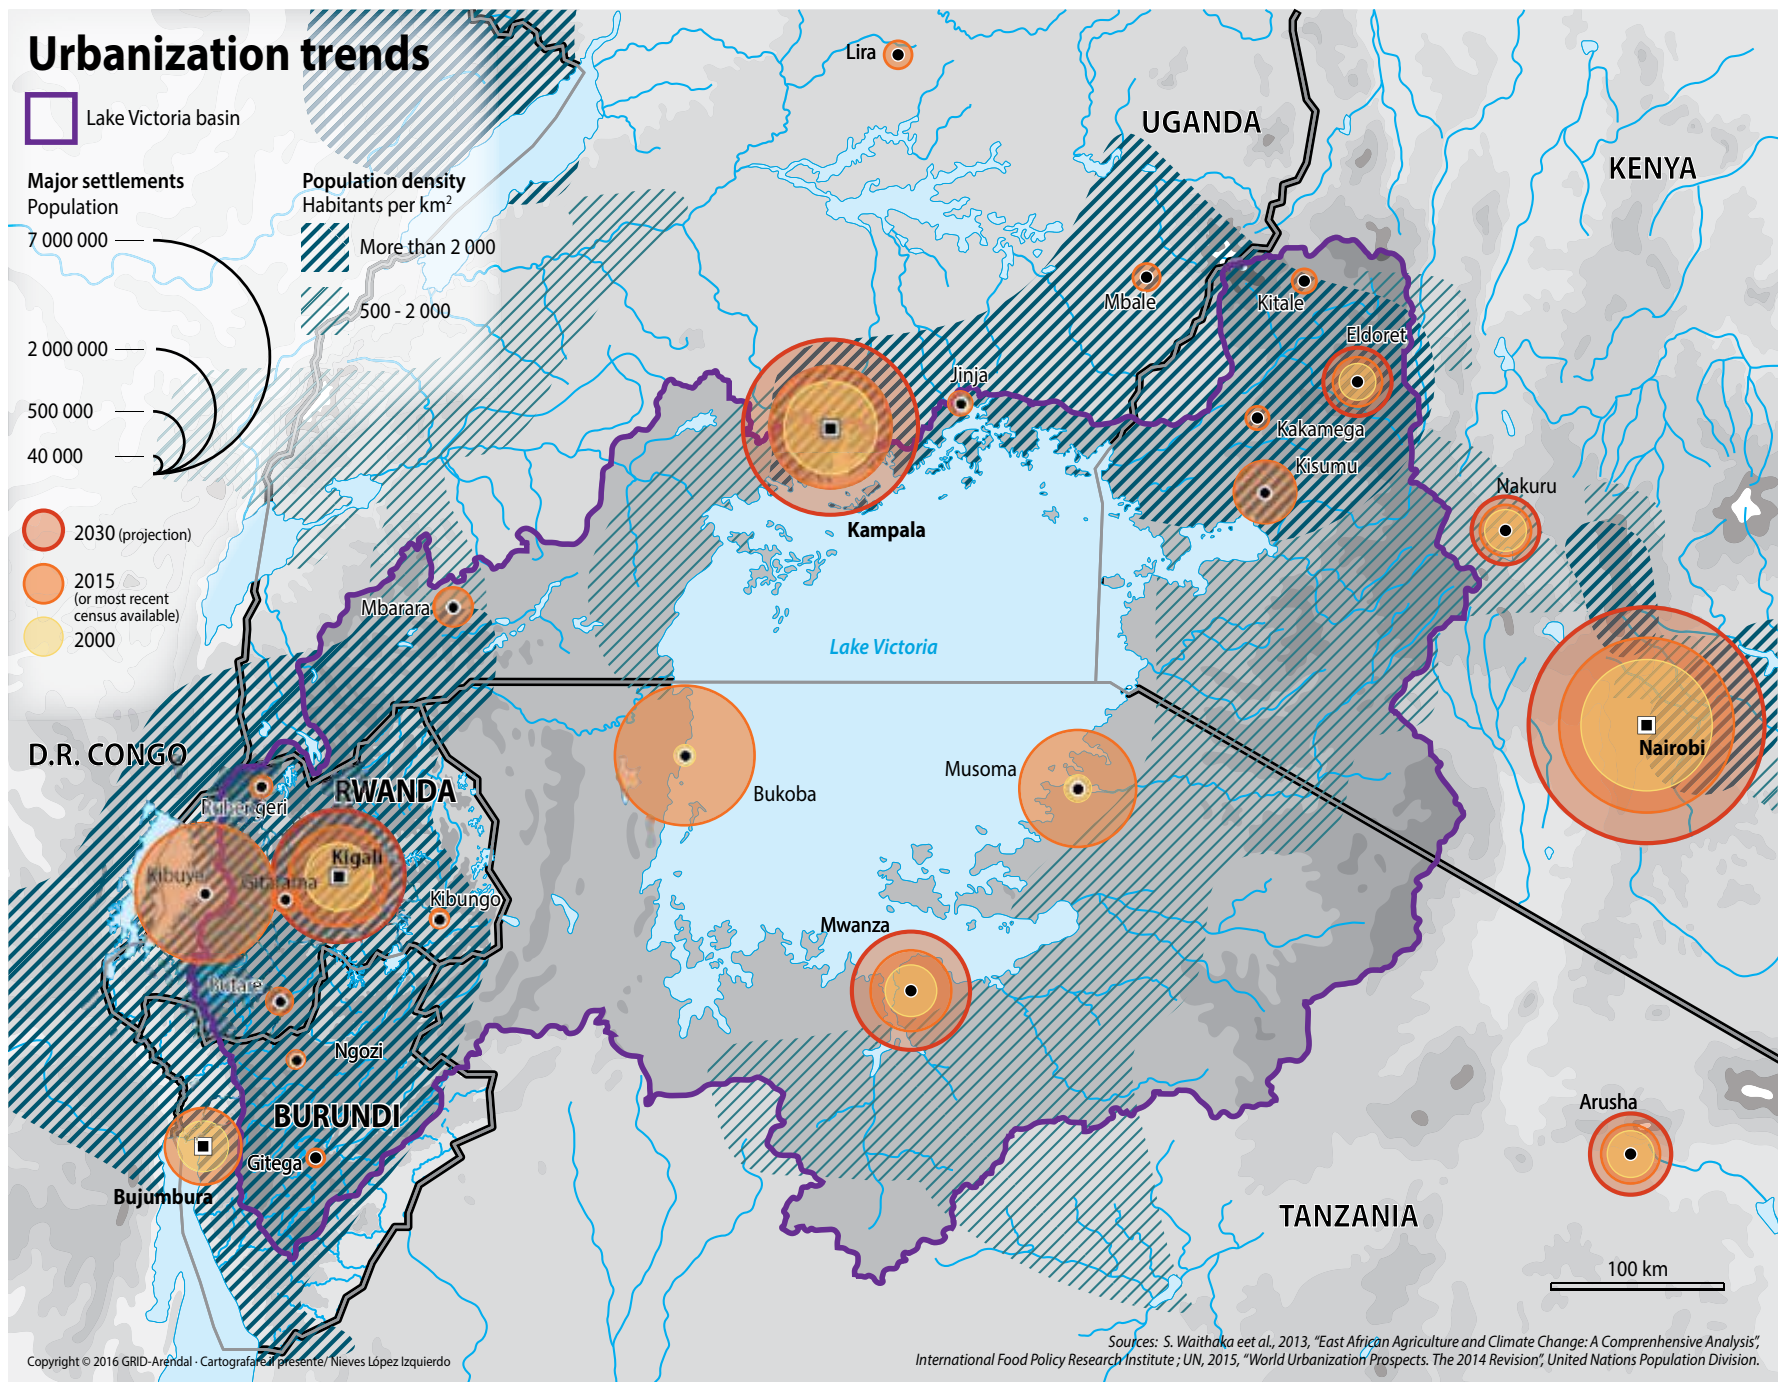 Urbanization trends
Lake Victoria basin
Major settlements
Population
7 000 000
2 000 000
500 000
40 000
Population density
Habitants per km2
More than 2 000
500 - 2 000
2030 (projection)
2015
(or most recent
census available)
2000
Lira
UGANDA
KENYA
Mbale
Kitale
Eldoret
Jinja
Kakamega
Kisumu
Nakuru
Kampala
Mbarara
Lake Victoria
Nairobi
D.R. CONGO
RWANDA
Ruhengeri
Musoma
Bukoba
Kigali
Kibuye
Gitarama
Kibungo
Mwanza
Butare
Ngozi
BURUNDI
Gitega
Bujumbura
Arusha
TANZANIA
100 km
Sources: S. Waithaka eet al., 2013, “East African Agriculture and Climate Change: A Comprenhensive Analysis”,
International Food Policy Research Institute ; UN, 2015, “World Urbanization Prospects. The 2014 Revision”, United Nations Population Division.
Copyright © 2016 GRID-Arendal · Cartografare il presente/ Nieves López Izquierdo